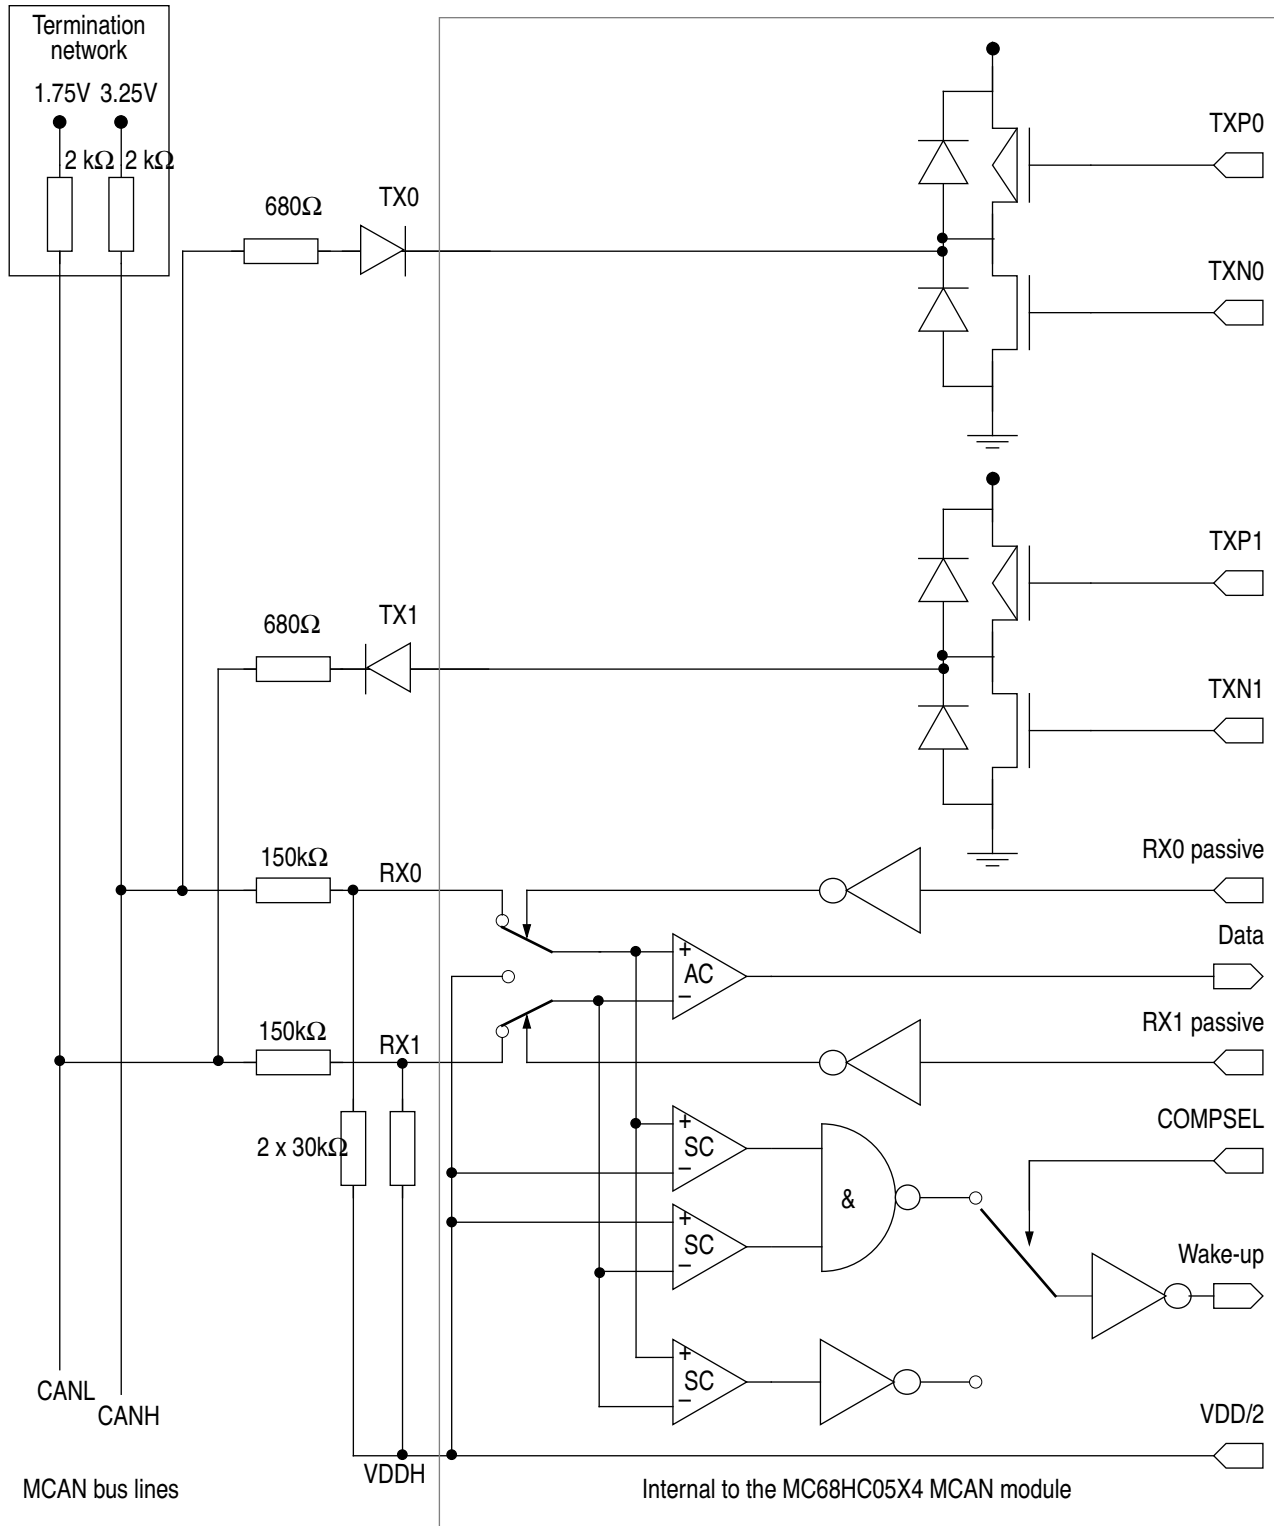 Termination
network
1.75V 3.25V
2 kΩ 2 kΩ
TXP0
680Ω
TX0
TXN0
TXP1
680Ω
TX1
TXN1
150kΩ
RX0
RX0 passive
Data
+
AC
−
150kΩ
RX1
RX1 passive
COMPSEL
2 x 30kΩ
+
SC
−
&
+
SC
−
Wake-up
+
SC
−
CANL
CANH
VDD/2
VDDH
MCAN bus lines
Internal to the MC68HC05X4 MCAN module